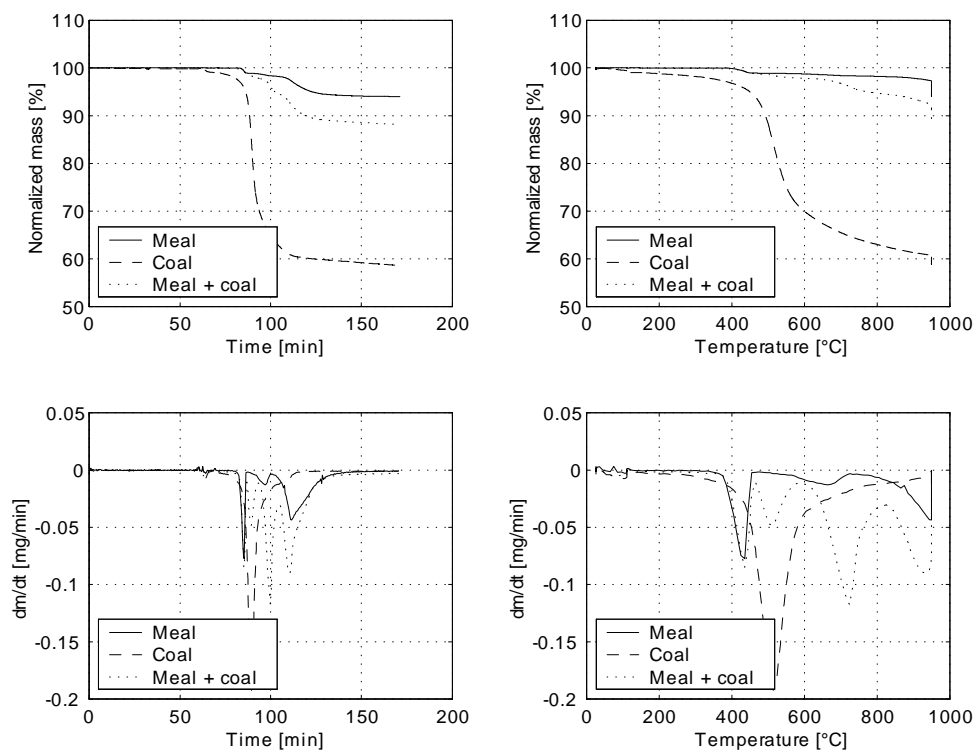 110
100
90
80
70
60
50
Normalized mass [%]
Meal
Coal
Meal + coal
0 50 100 150 200
Time [min]
110
100
90
80
70
60
50
Normalized mass [%]
Meal
Coal
Meal + coal
0 200 400 600 800 1000
Temperature [°C]
0.05
0
-0.05
-0.1
-0.15
-0.2
dm/dt [mg/min]
Meal
Coal
Meal + coal
0 50 100 150 200
Time [min]
0.05
0
-0.05
-0.1
-0.15
-0.2
dm/dt [mg/min]
Meal
Coal
Meal + coal
0 200 400 600 800 1000
Temperature [°C]